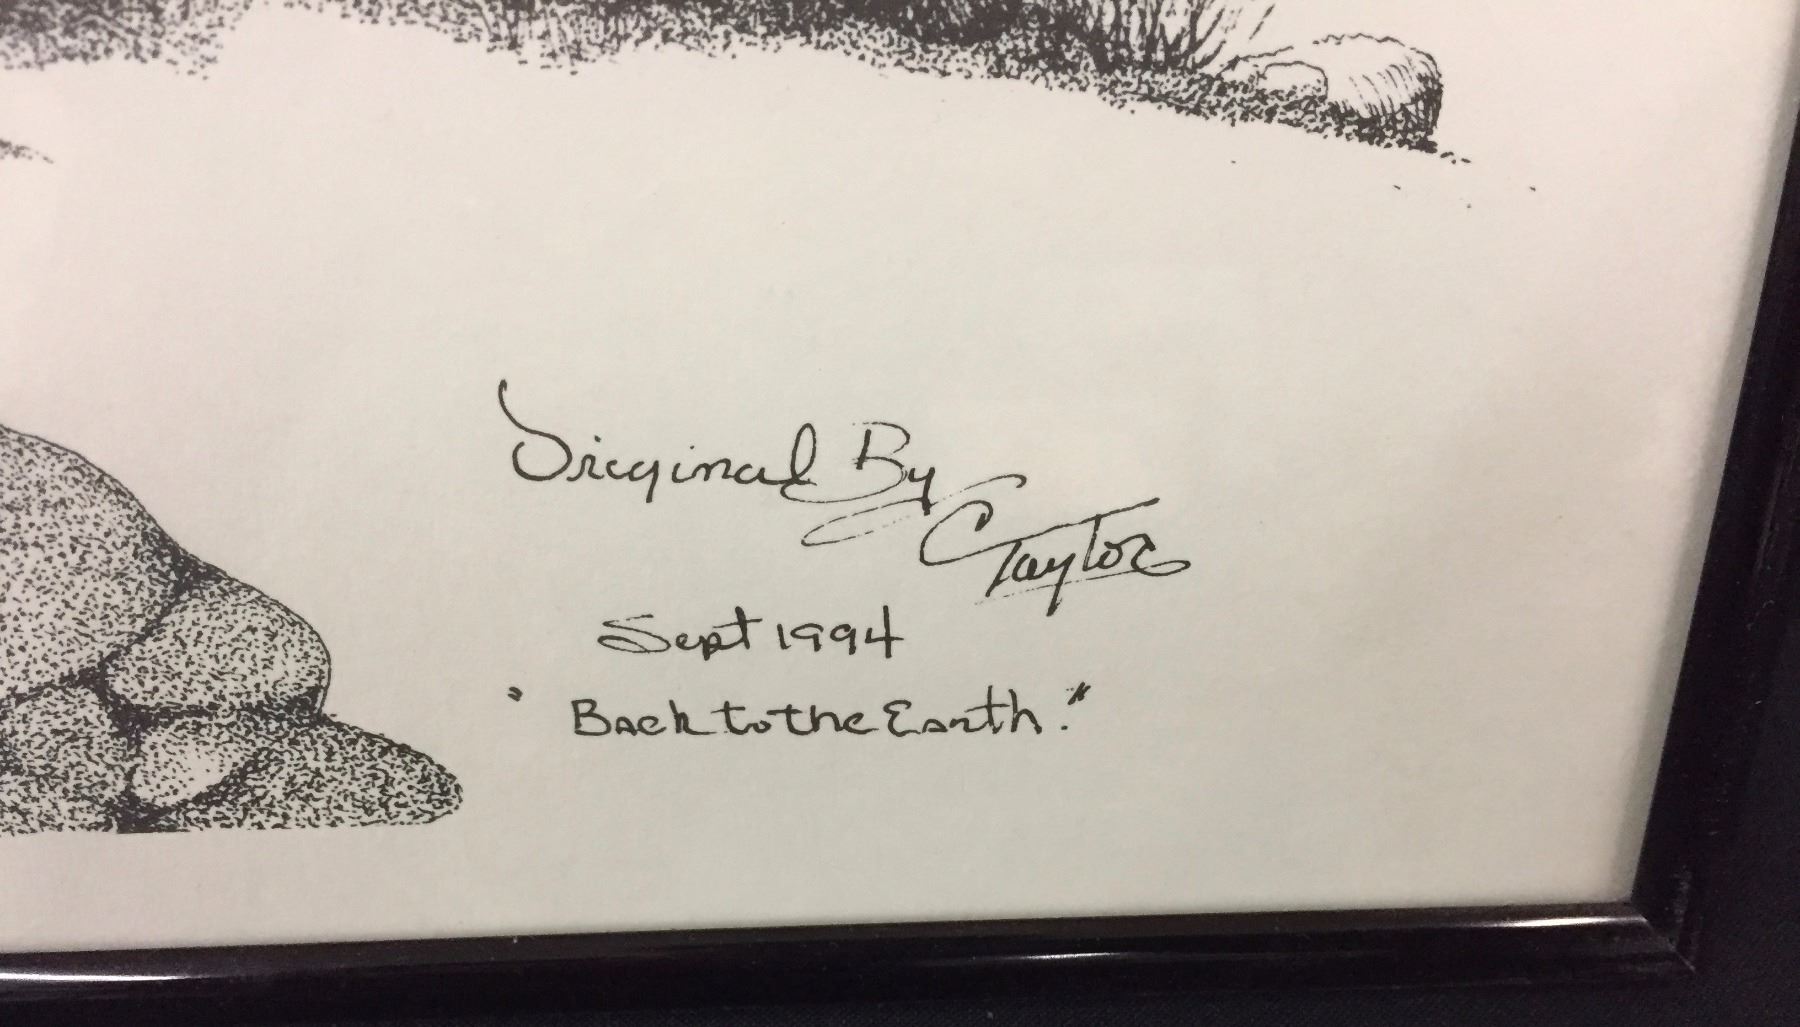 Original By
C Taylor
Sept 1994
"Back to the Earth."